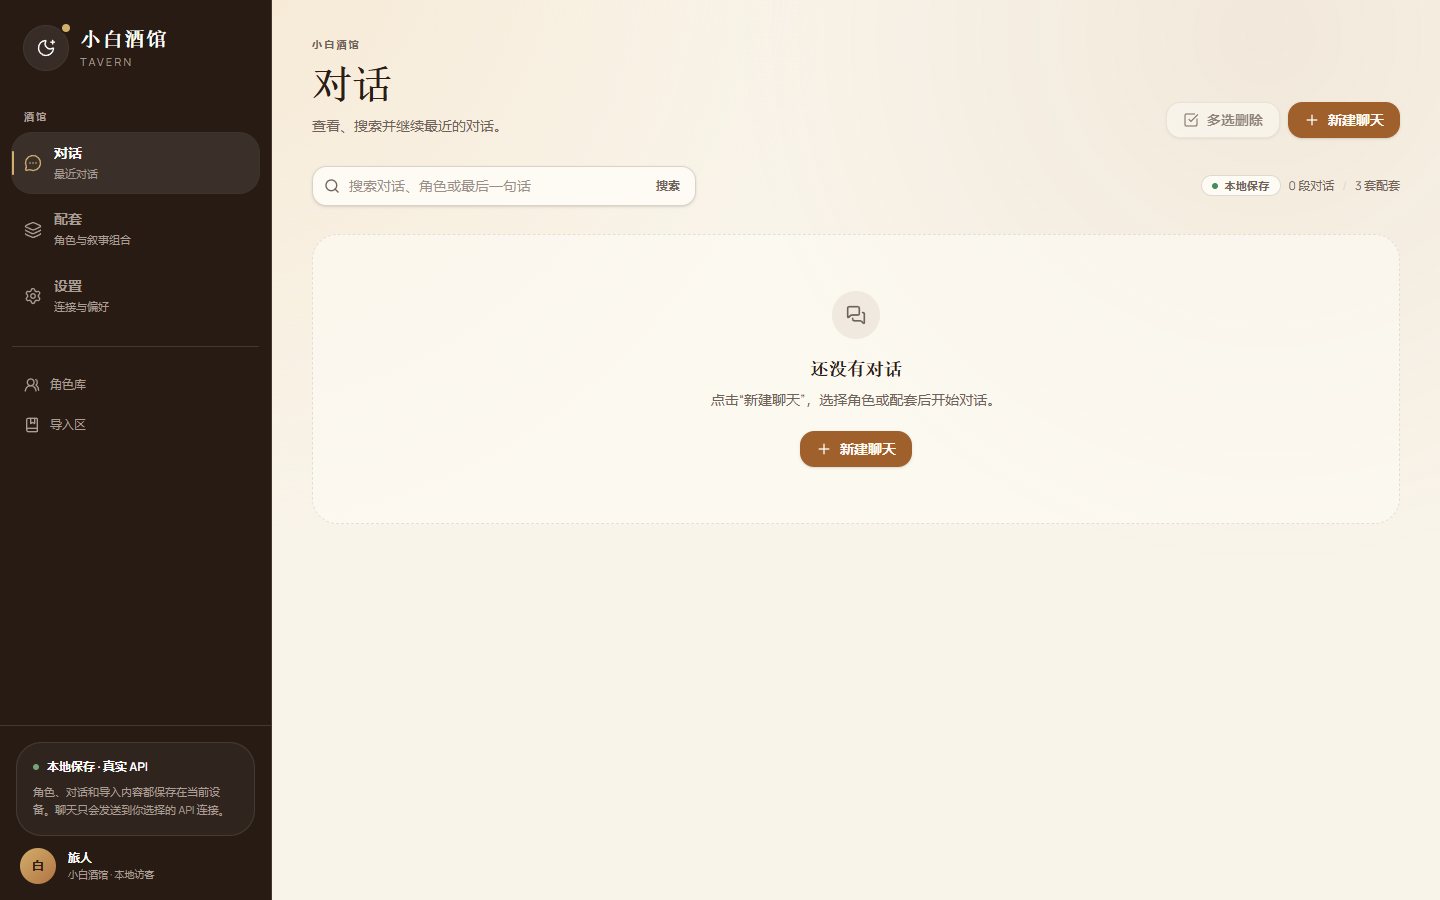 小白酒馆
TAVERN
酒馆
对话
最近对话
配套
角色与叙事组合
设置
连接与偏好
角色库
导入区
本地保存 · 真实 API
角色、对话和导入内容都保存在当前设
备。聊天只会发送到你选择的 API 连接。
白
旅人
小白酒馆 · 本地访客
小白酒馆
对话
查看、搜索并继续最近的对话。
多选删除
新建聊天
搜索对话、角色或最后一句话
搜索
本地保存
0 段对话 / 3 套配套
还没有对话
点击“新建聊天”，选择角色或配套后开始对话。
新建聊天